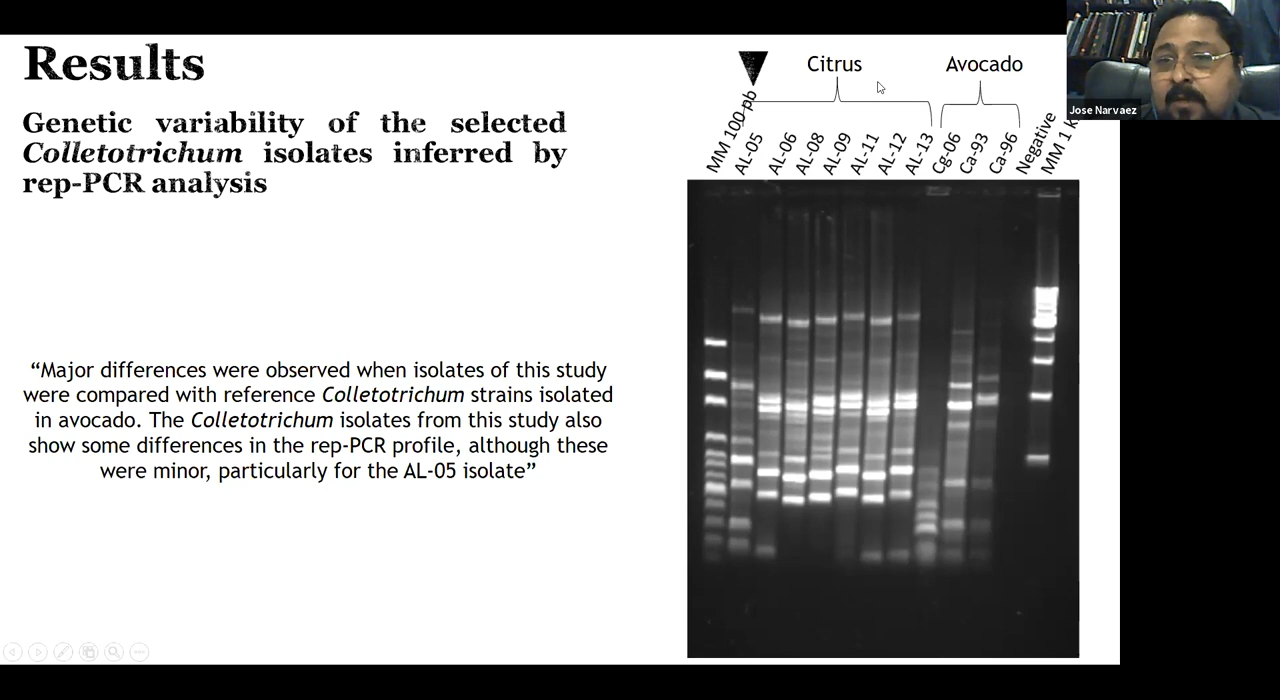 Results
Genetic variability of the selected
Colletotrichum isolates inferred by
rep-PCR analysis
“Major differences were observed when isolates of this study
were compared with reference Colletotrichum strains isolated
in avocado. The Colletotrichum isolates from this study also
show some differences in the rep-PCR profile, although these
were minor, particularly for the AL-05 isolate”
Citrus
Avocado
MM 100 pb
AL-05
AL-06
AL-08
AL-09
AL-11
AL-12
AL-13
Cg-06
Ca-93
Ca-96
Negative
MM 1 k
Jose Narvaez